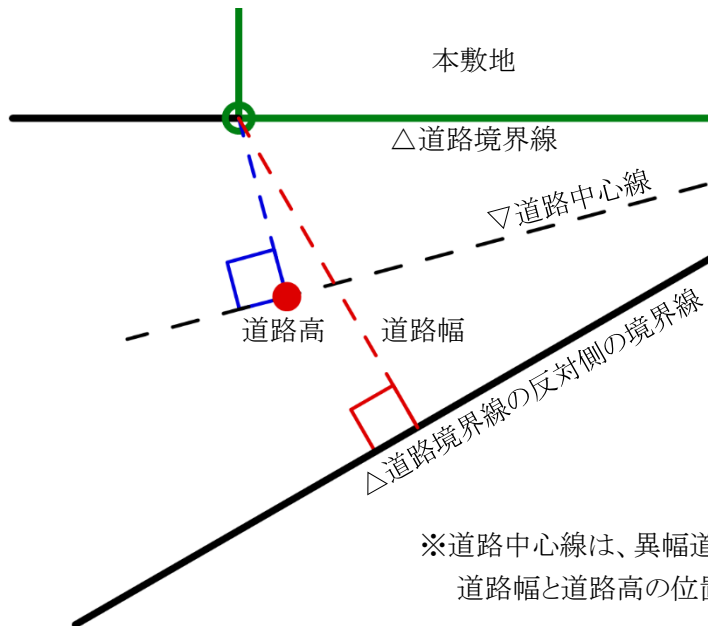 本敷地
△道路境界線
▽道路中心線
道路高
道路幅
△道路境界線の反対側の境界線
※道路中心線は、異幅道
道路幅と道路高の位置